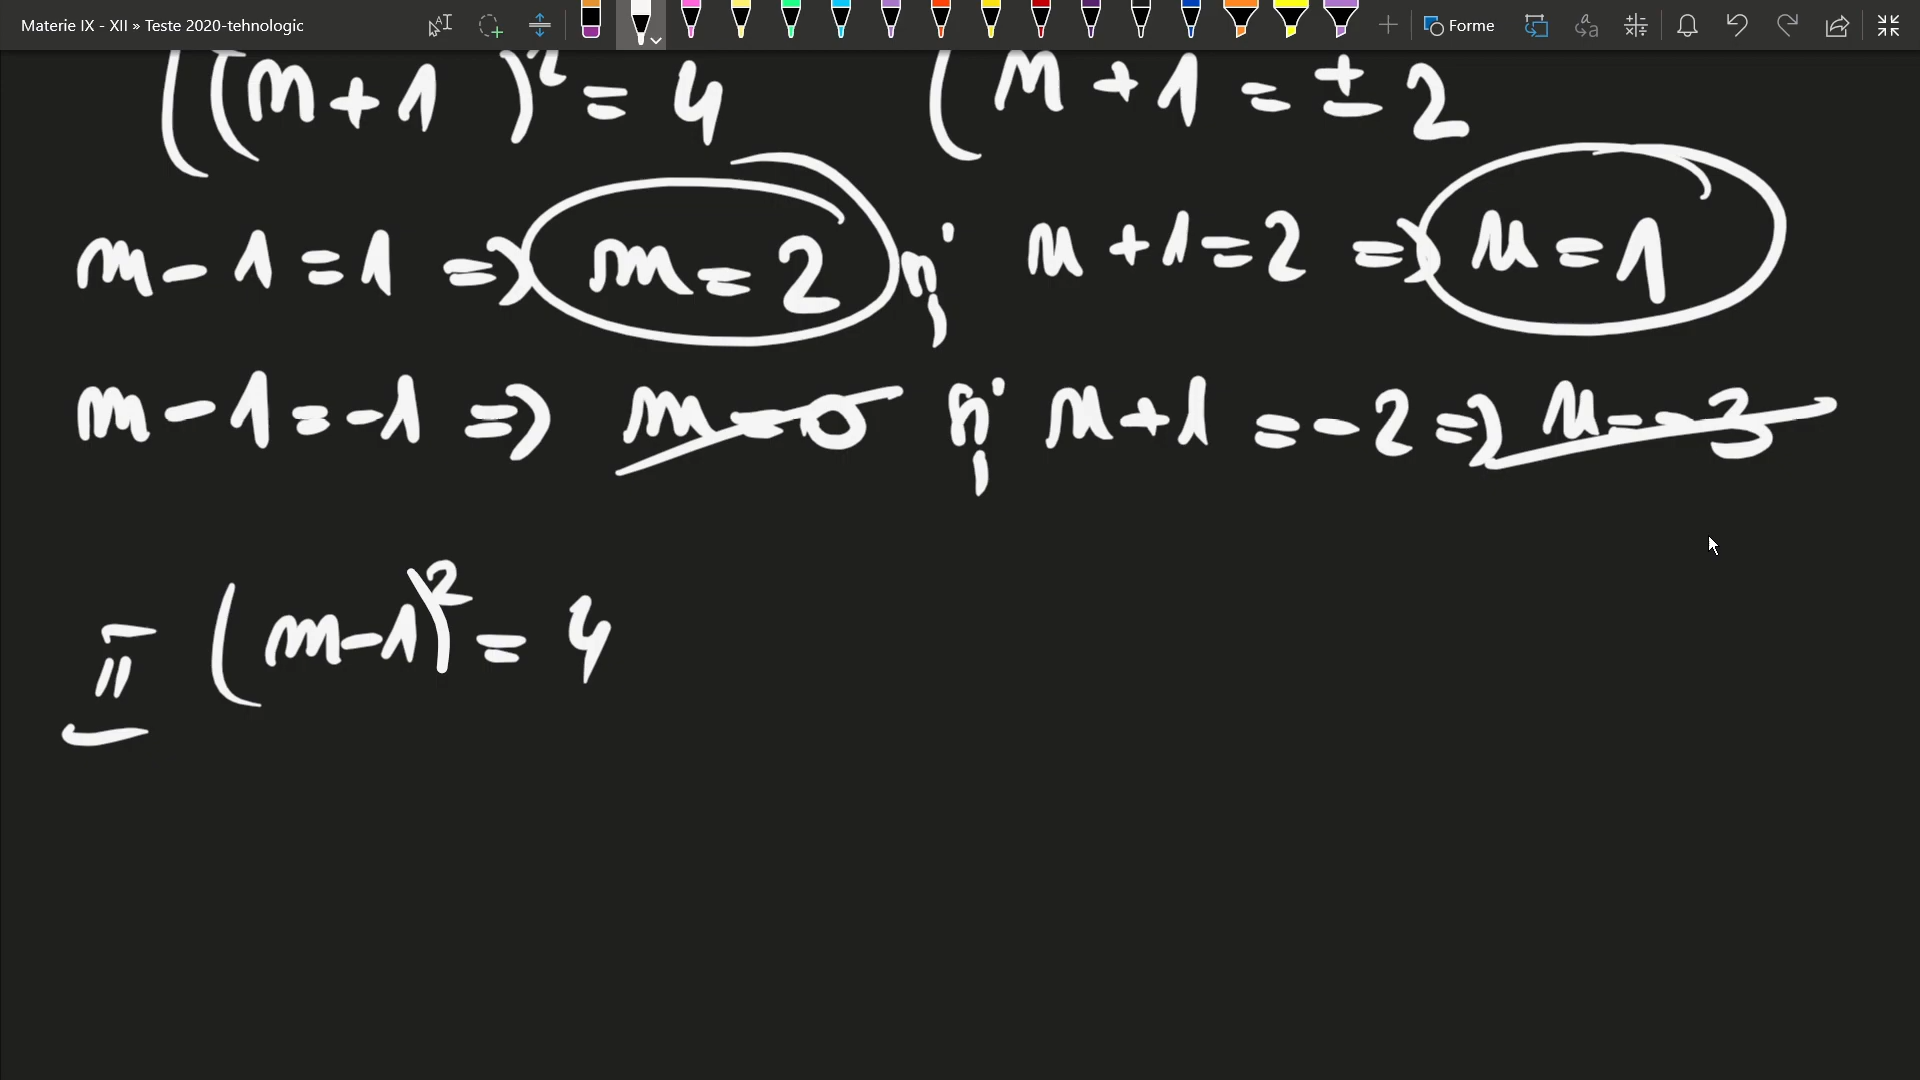 Materie IX - XII » Teste 2020-tehnologic
Forme
((n+1)² = 4 (n+1 = ± 2
m-1=1 => m=2 și n+1=2 => n=1
m-1=-1 => m=0 și n+1=-2 => n=-3
II (m-1)² = 4